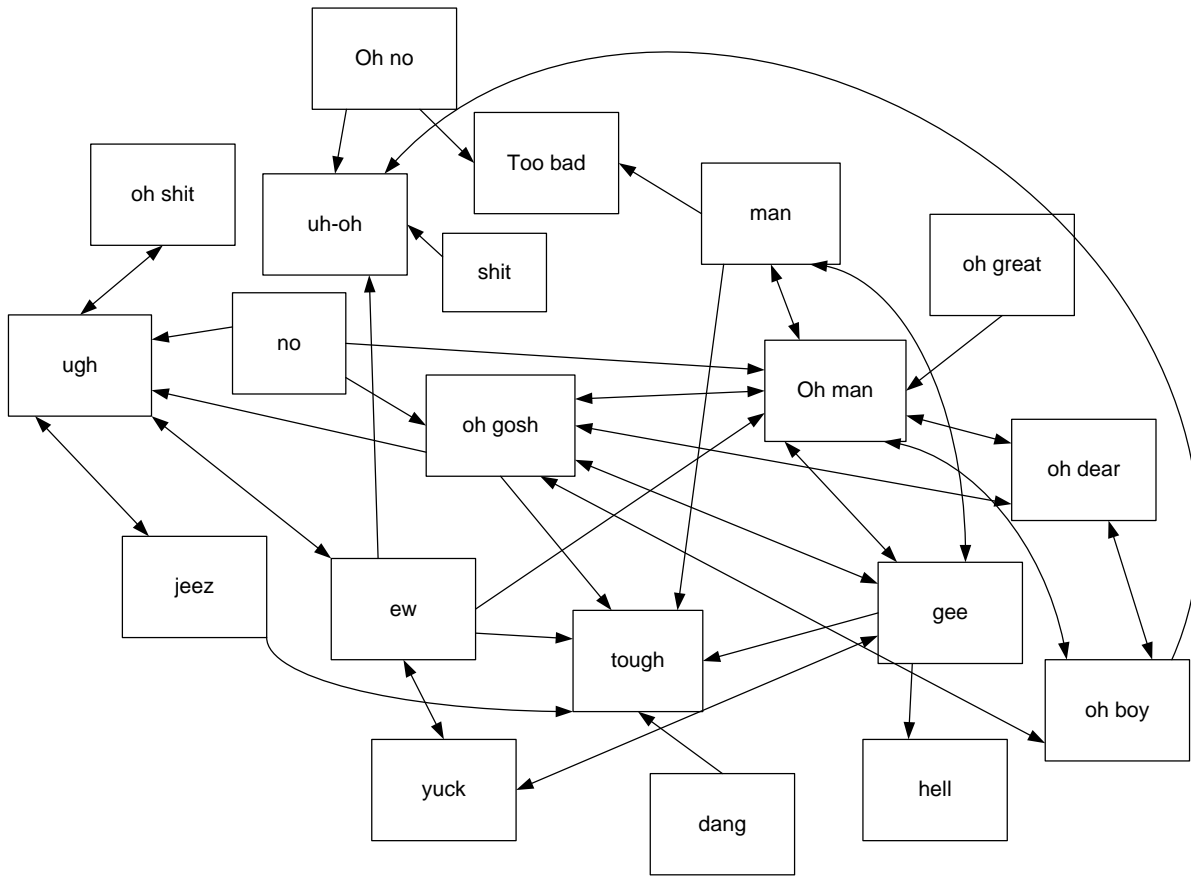 Oh no
Too bad
oh shit
man
uh-oh
oh great
shit
no
ugh
Oh man
oh gosh
oh dear
jeez
ew
gee
tough
oh boy
yuck
hell
dang